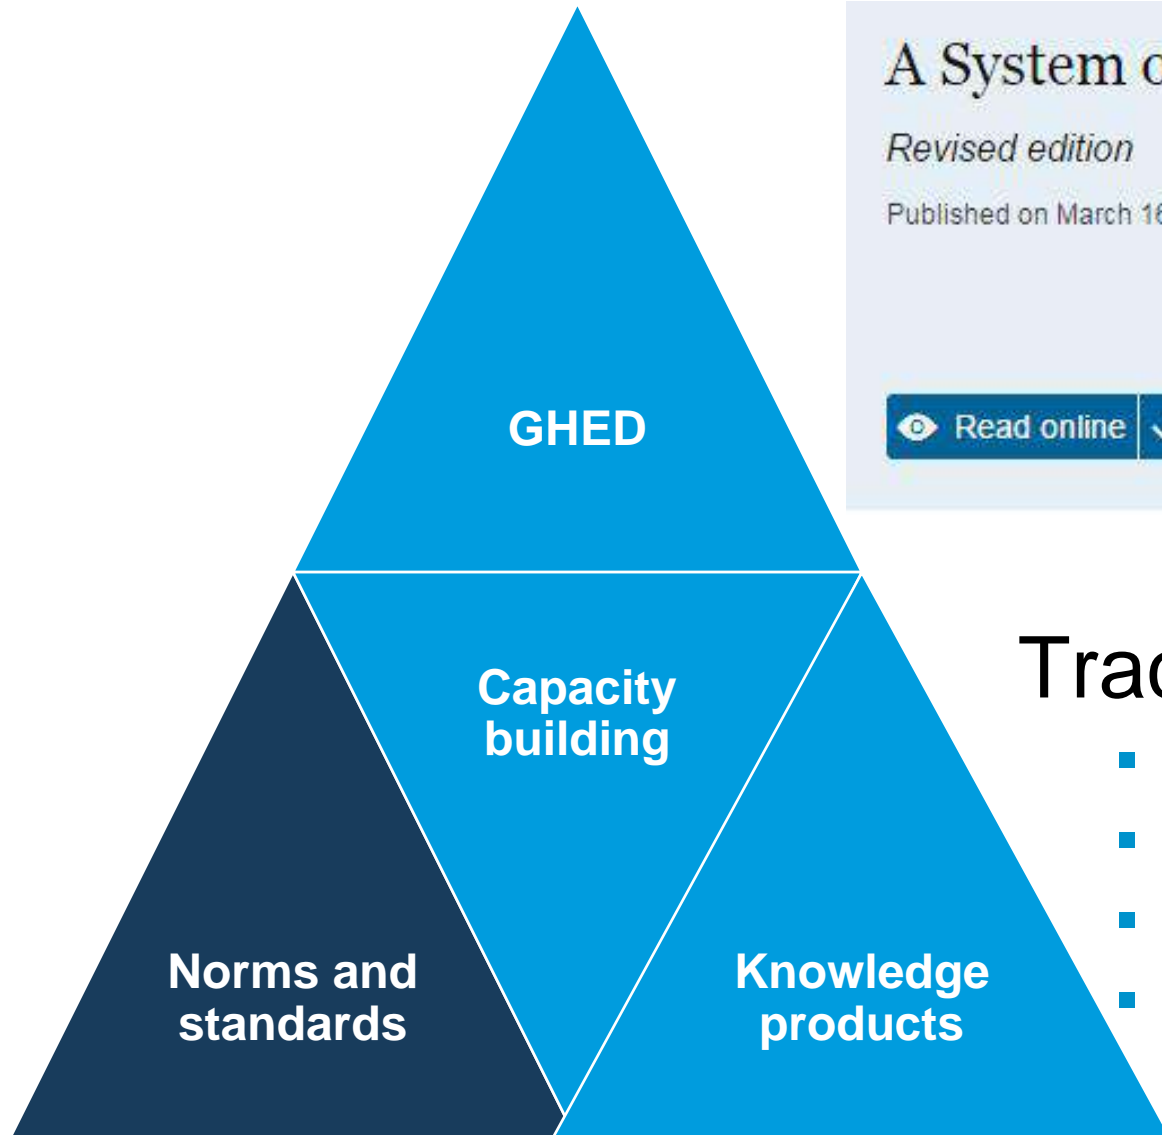 GHED
Capacity
building
Norms and
standards
Knowledge
products
A System
Revised edition
Published on March
Read online